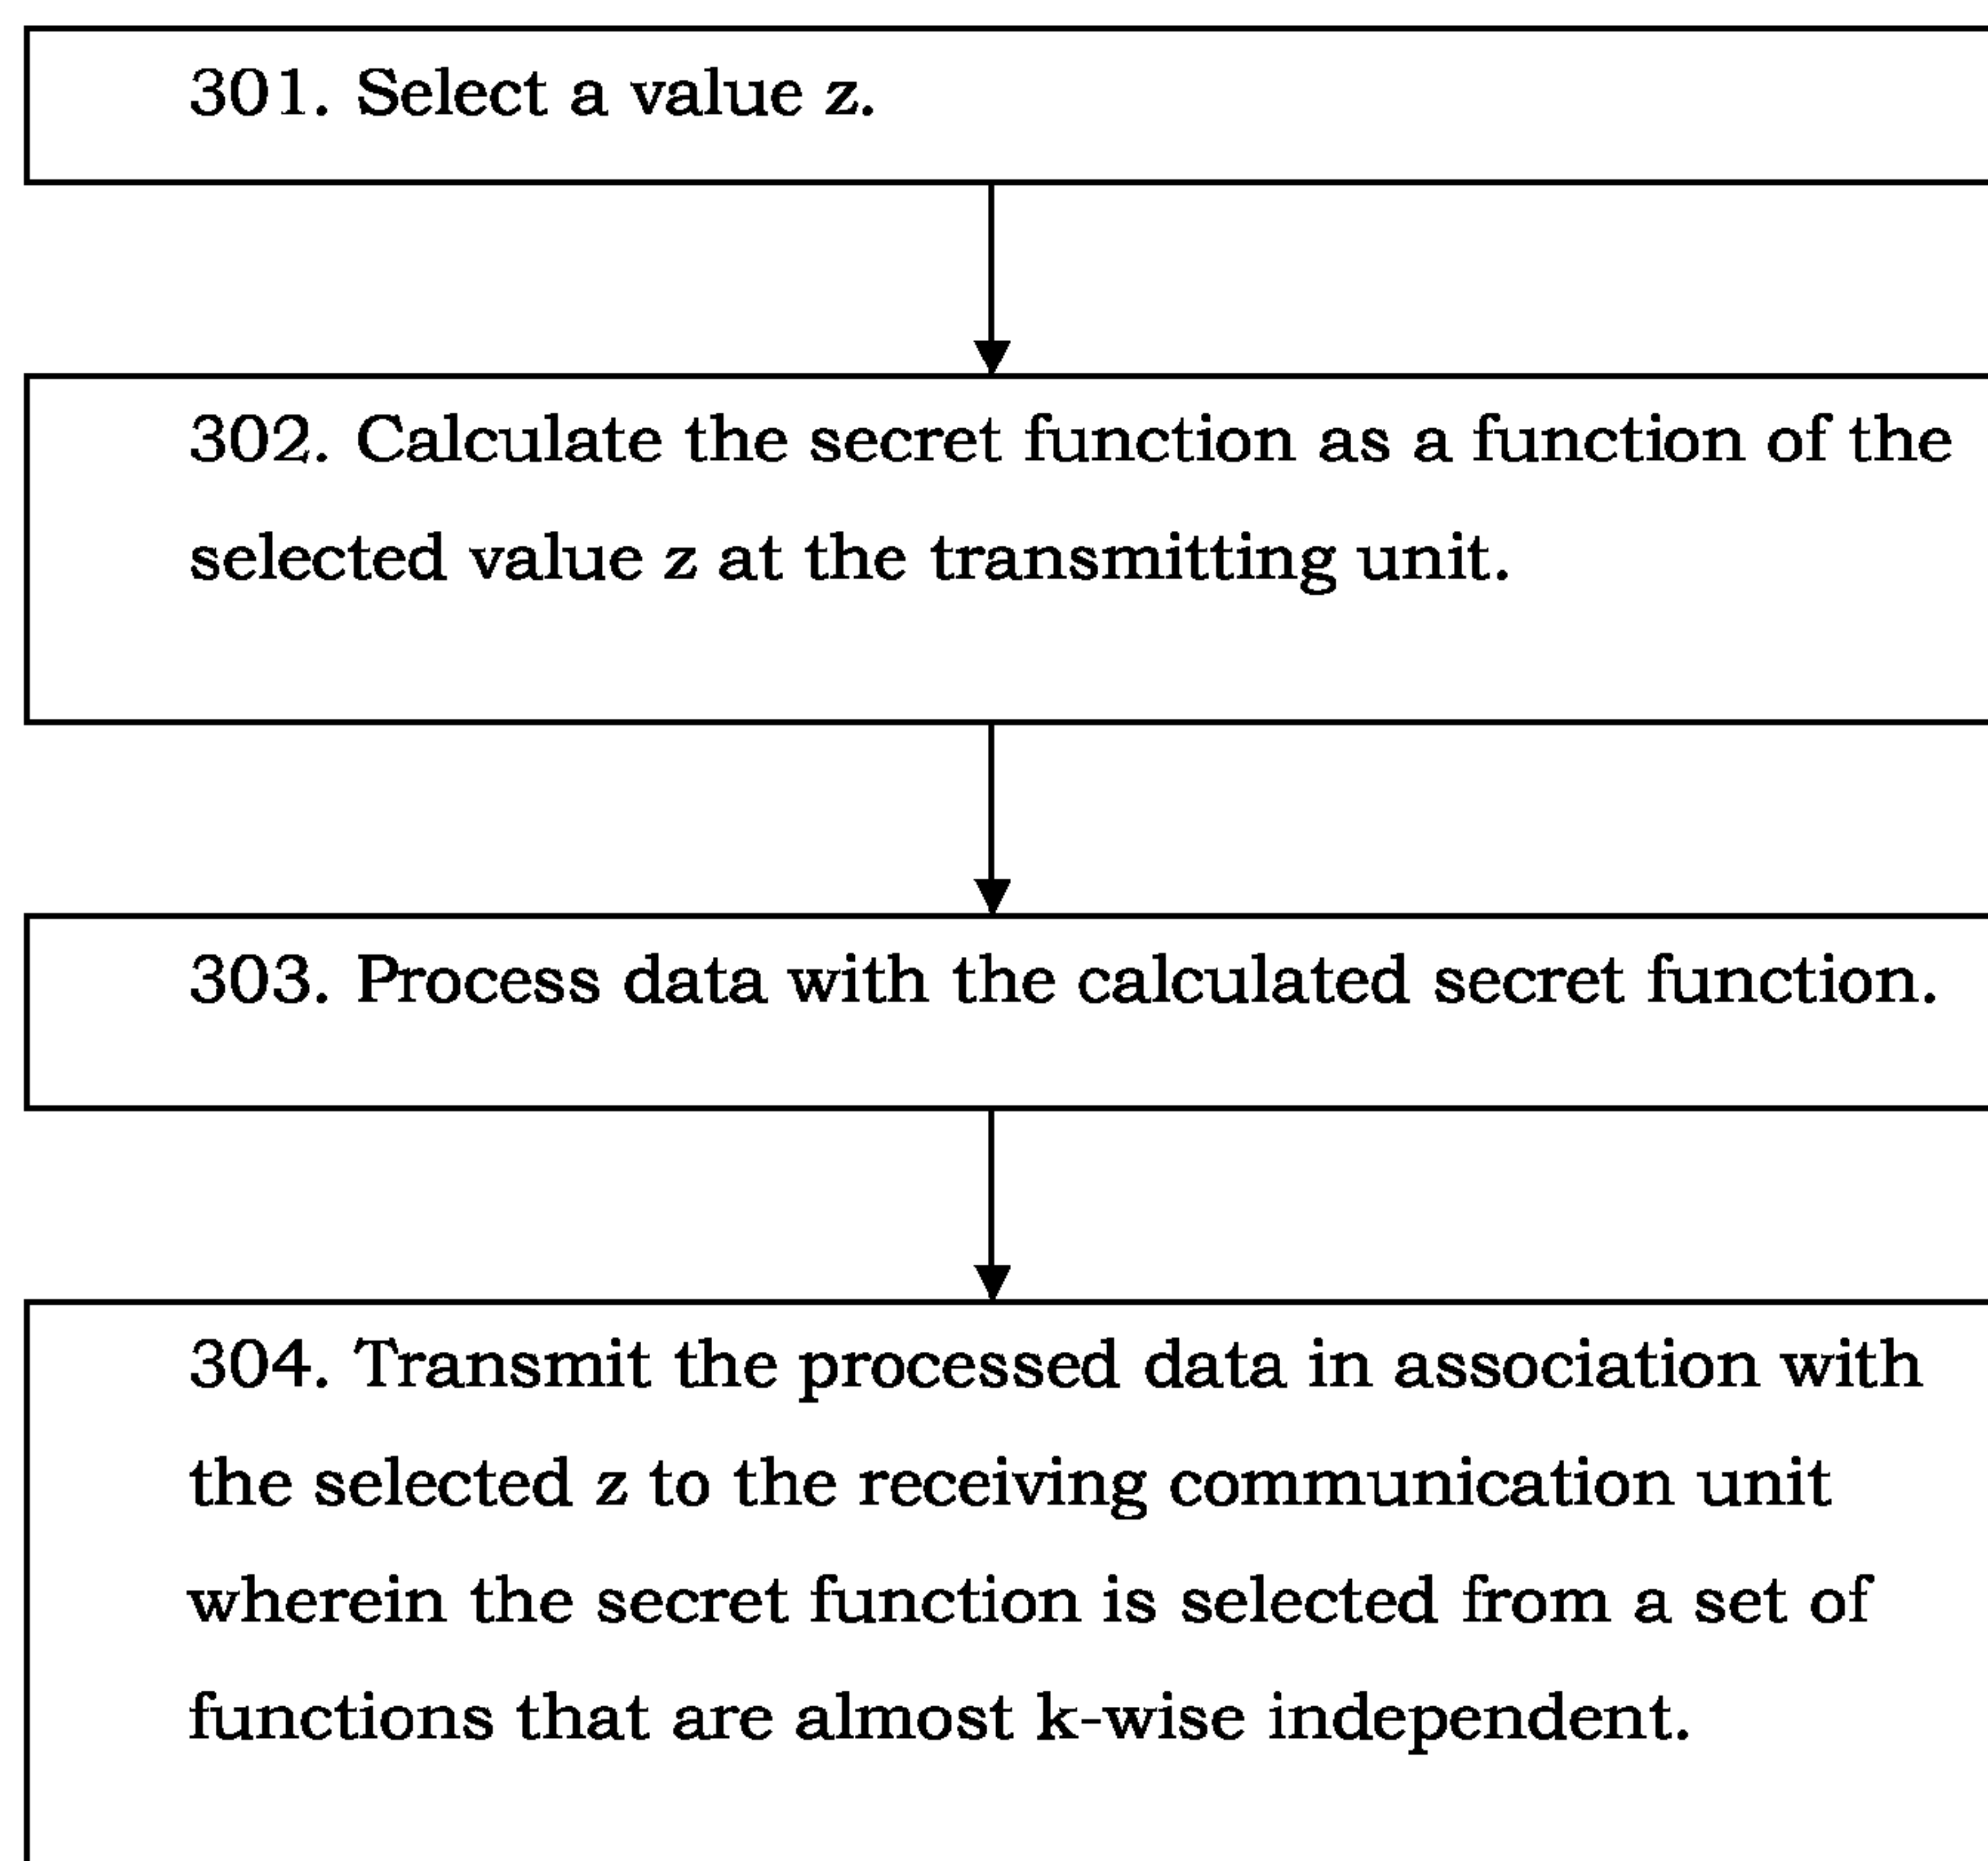 301. Select a value z.
302. Calculate the secret function as a function of the
selected value z at the transmitting unit.
303. Process data with the calculated secret function.
304. Transmit the processed data in association with
the selected z to the receiving communication unit
wherein the secret function is selected from a set of
functions that are almost k-wise independent.